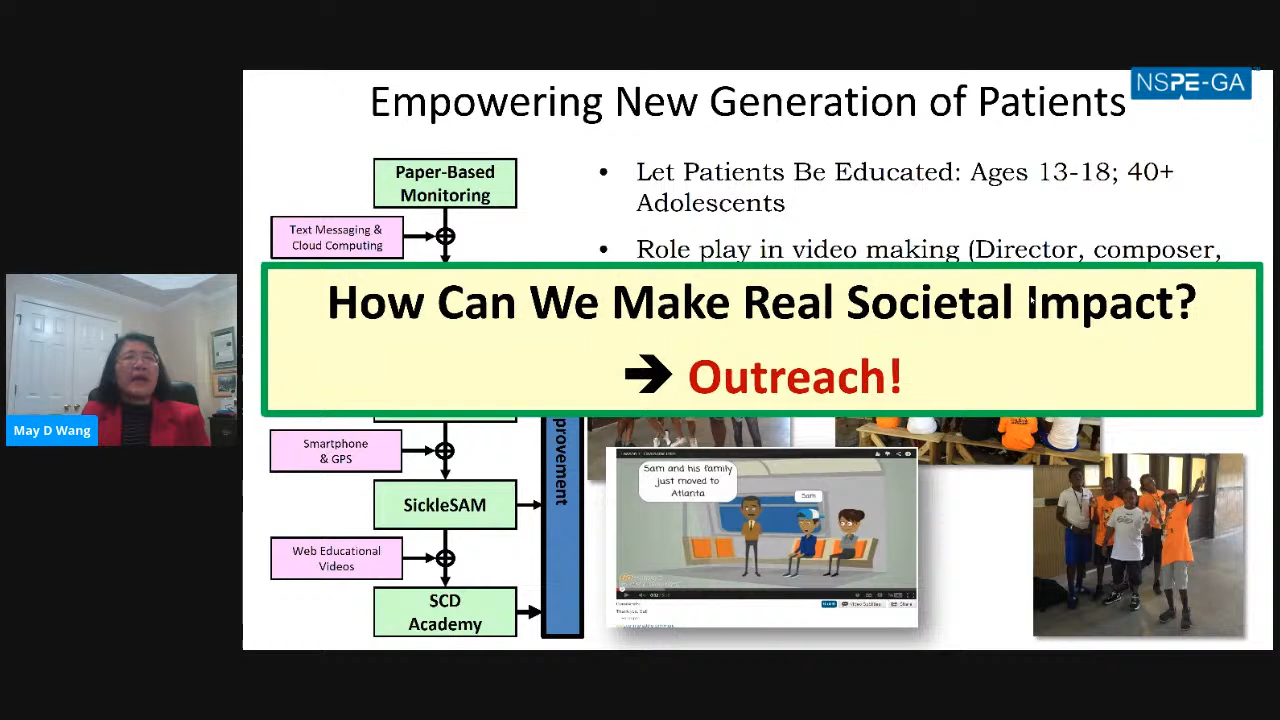 Empowering New Generation of Patients
NSPE-GA
Paper-Based
Monitoring
Text Messaging &
Cloud Computing
• Let Patients Be Educated: Ages 13-18; 40+
Adolescents
• Role play in video making (Director, composer,
How Can We Make Real Societal Impact?
➔ Outreach!
May D Wang
Smartphone
& GPS
SickleSAM
Web Educational
Videos
SCD
Academy
provement
Sam and his family
just moved to
Atlanta
Sam